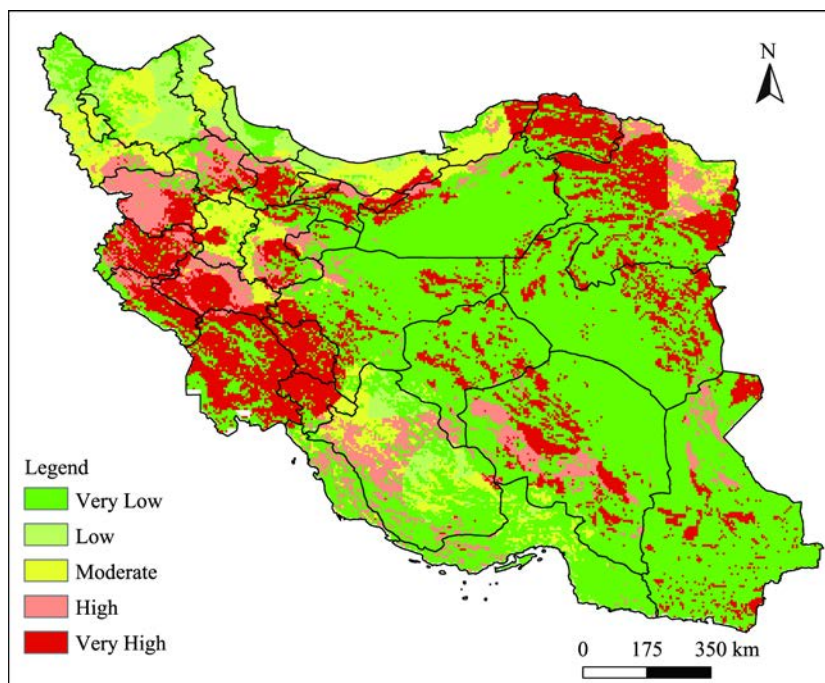 N
Legend
Very Low
Low
Moderate
High
Very High
0 175 350 km